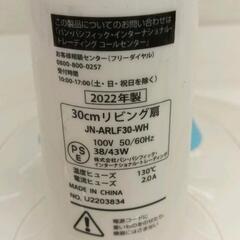 この製品についてのお問い合わせは
「パン・パシフィック・インターナショナル・
トレーディング コールセンター」
お客様相談センター(フリーダイヤル)
0800-800-0257
受付時間
10:00-17:00(土・日・祝日を除く)
2022年製
30cmリビング扇
JN-ARLF30-WH
100V 50/60Hz
38/43W
PSE
株式会社パン・パシフィック・
インターナショナル・トレーディング
温度ヒューズ 130℃
電流ヒューズ 2.0A
MADE IN CHINA
NO. U2203834
電源コードに